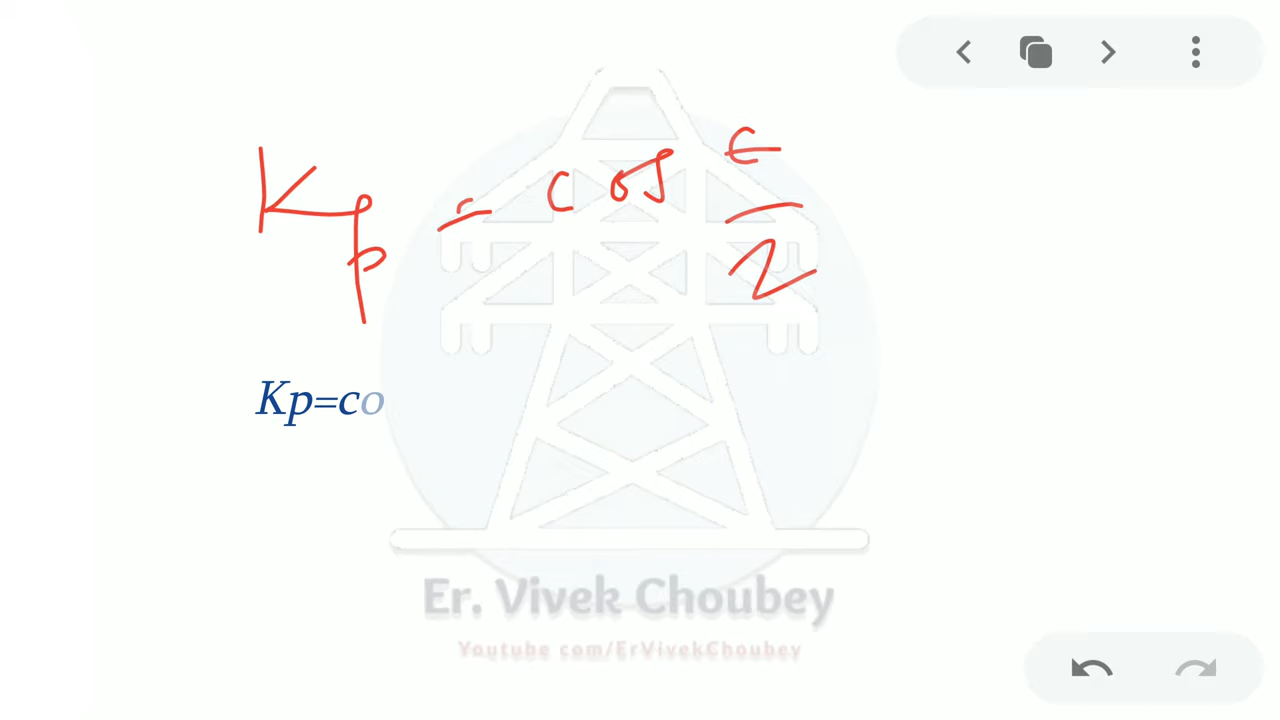 Kp = cos ϵ/2
Kp=co
Er. Vivek Choubey
Youtube com/ErVivekChoubey